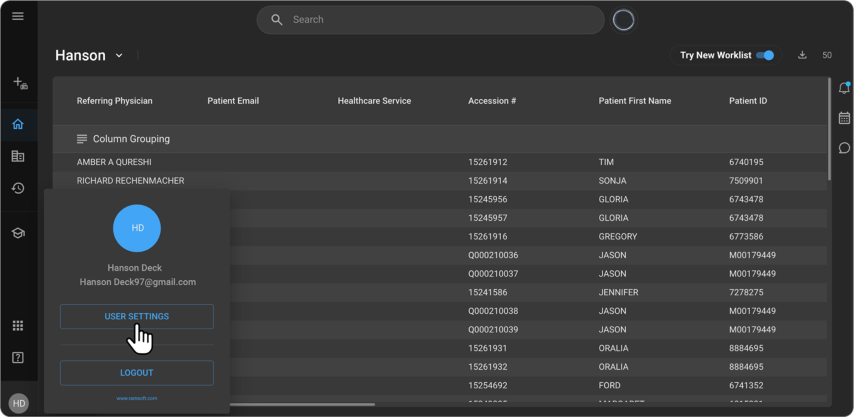 Search
Hanson
Try New Worklist
50
Referring Physician Patient Email Healthcare Service Accession # Patient First Name Patient ID
Column Grouping
AMBER A QURESHI 15261912 TIM 6740195
RICHARD RECHENMACHER 15261914 SONJA 7509901
15245956 GLORIA 6743478
15245957 GLORIA 6743478
15261916 GREGORY 6773586
Q000210036 JASON M00179449
Q000210037 JASON M00179449
15241586 JENNIFER 7278275
Q000210038 JASON M00179449
Q000210039 JASON M00179449
15261931 ORALIA 8884695
15261932 ORALIA 8884695
15254692 FORD 6741352
HD
Hanson Deck
Hanson Deck97@gmail.com
USER SETTINGS
LOGOUT
HD